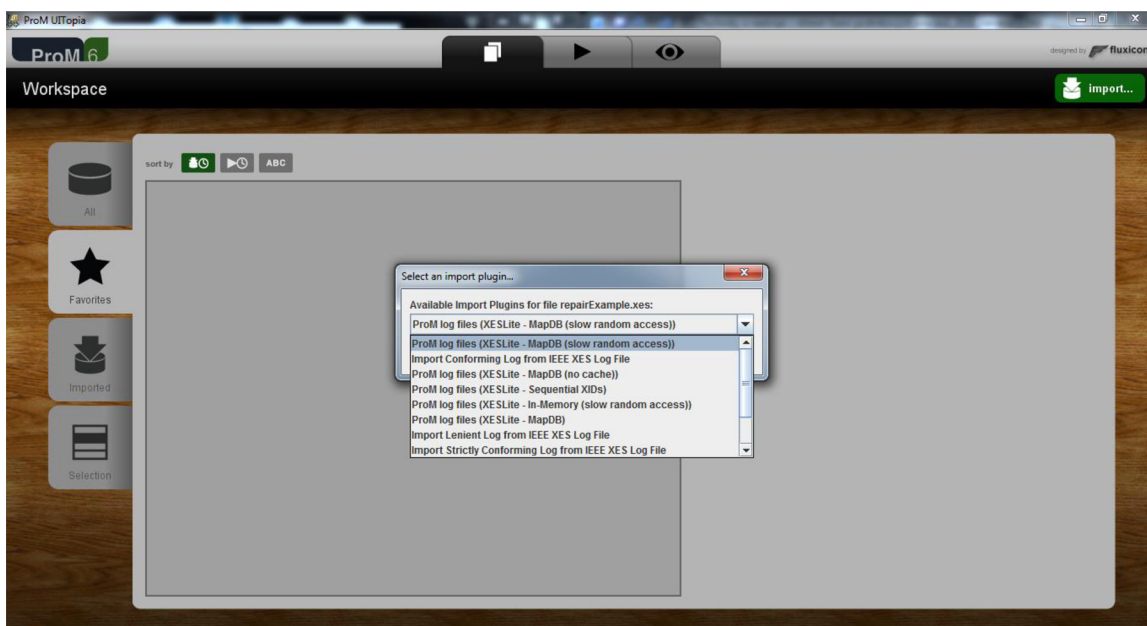 ProM UITopia
ProM 6
designed by fluxicon
Workspace
import...
sort by
ABC
All
Favorites
Imported
Selection
Select an import plugin...
Available Import Plugins for file repairExample.xes:
ProM log files (XESLite - MapDB (slow random access))
ProM log files (XESLite - MapDB (slow random access))
Import Conforming Log from IEEE XES Log File
ProM log files (XESLite - MapDB (no cache))
ProM log files (XESLite - Sequential XIDs)
ProM log files (XESLite - In-Memory (slow random access))
ProM log files (XESLite - MapDB)
Import Lenient Log from IEEE XES Log File
Import Strictly Conforming Log from IEEE XES Log File